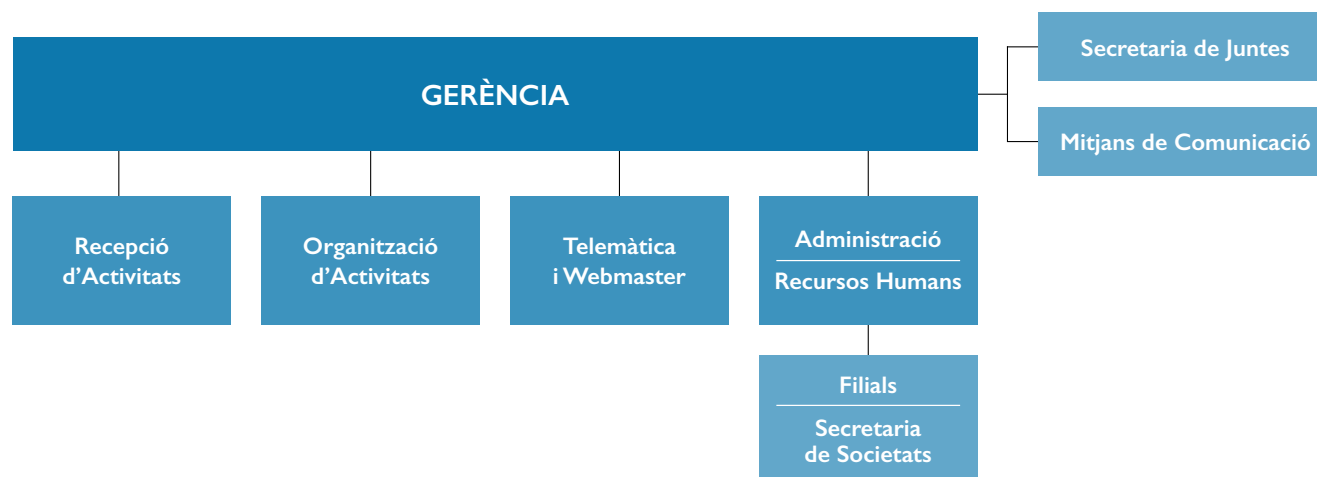 GERÈNCIA
Secretaria de Juntes
Mitjans de Comunicació
Recepció
d’Activitats
Organització
d’Activitats
Telemàtica
i Webmaster
Administració
Recursos Humans
Filials
Secretaria
de Societats